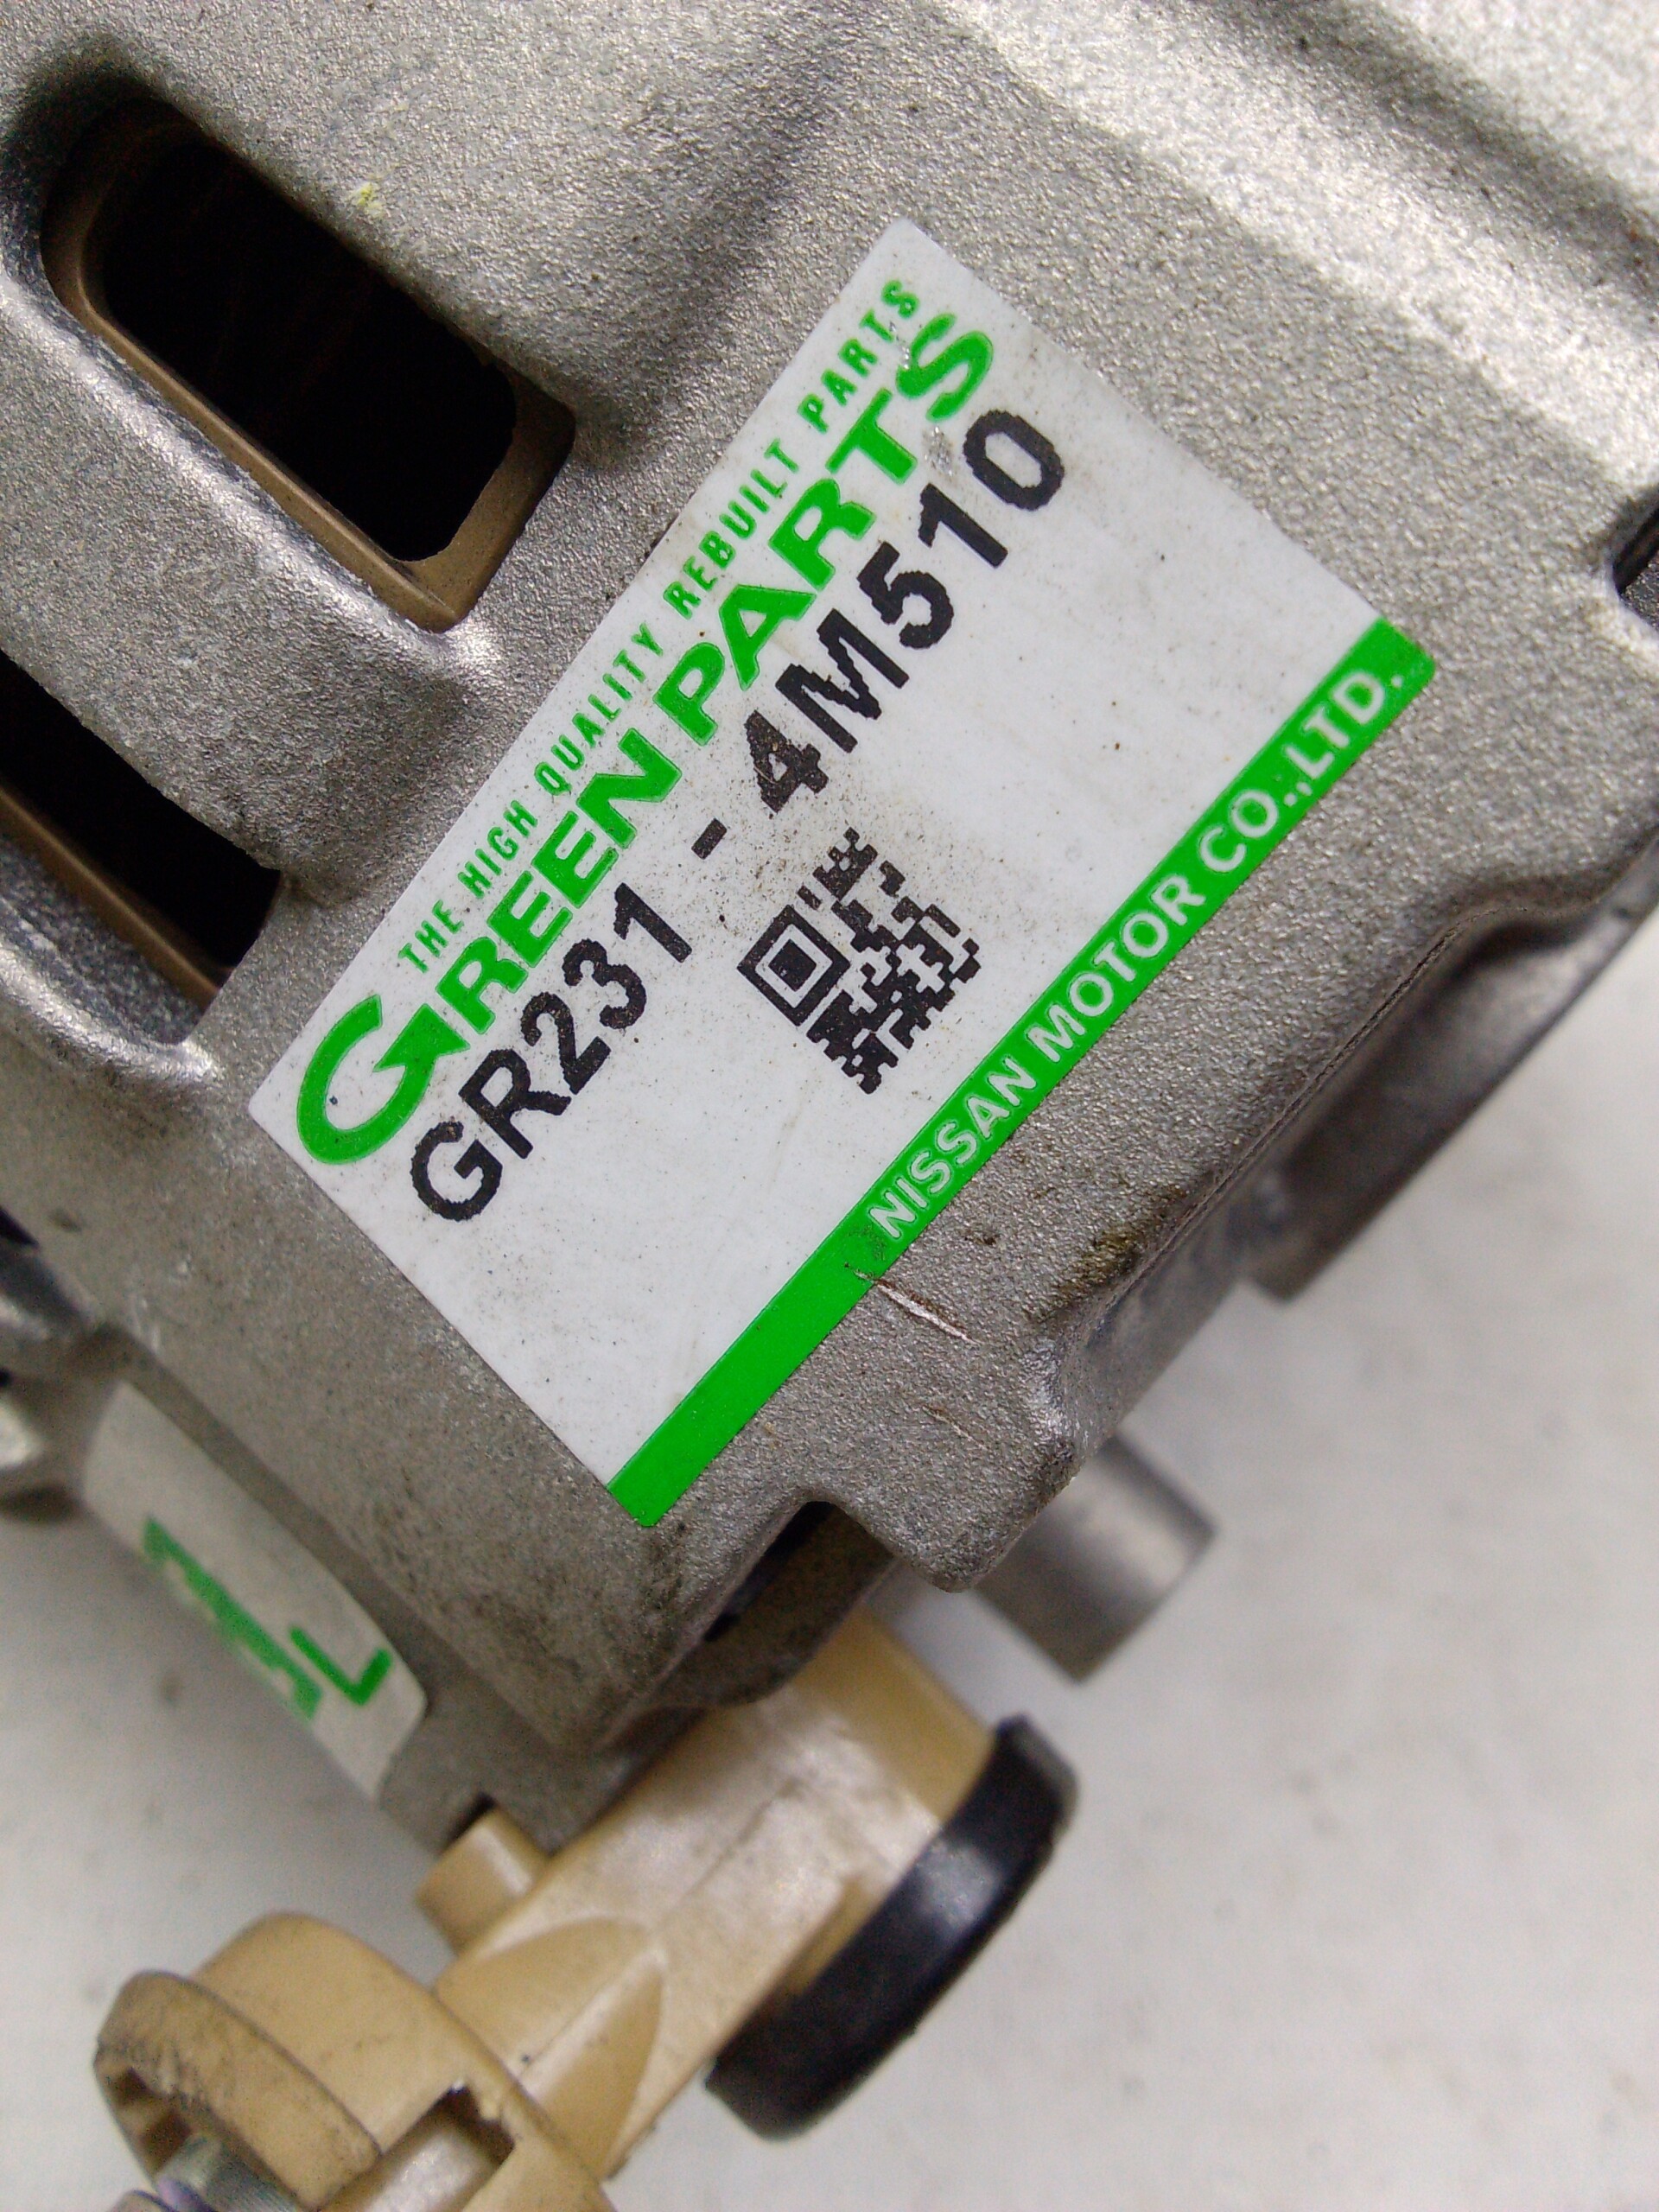 THE HIGH QUALITY REBUILT PARTS
GREEN PARTS
GR231 - 4M510
NISSAN MOTOR CO.,LTD.